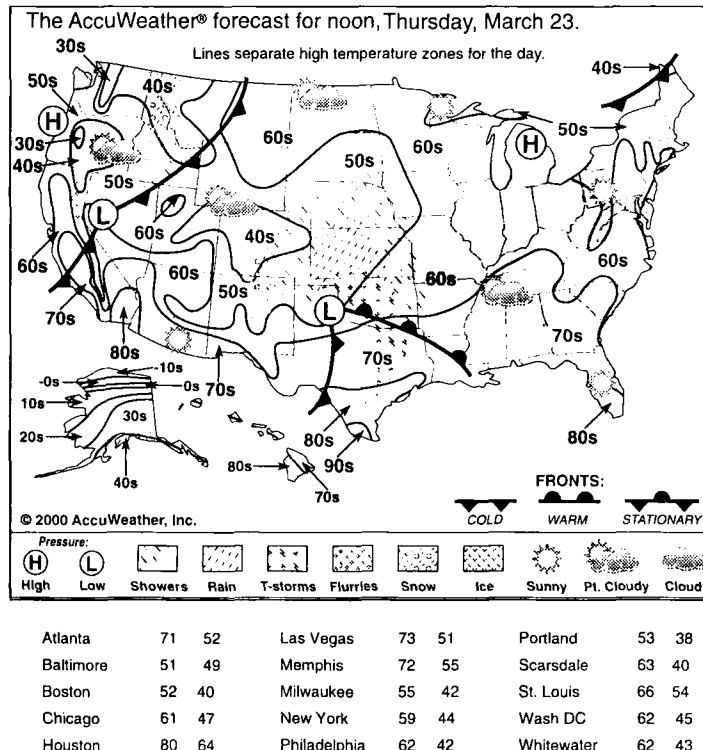 The AccuWeather® forecast for noon, Thursday, March 23.
Lines separate high temperature zones for the day.
30s
50s
40s
40s
H
30s
40s
60s
60s
50s
H
50s
50s
L
60s
40s
60s
60s
60s
60s
50s
70s
L
70s
70s
80s
70s
80s
90s
80s
-10s
-0s
0s
10s
30s
20s
40s
80s
70s
FRONTS:
COLD WARM STATIONARY
© 2000 AccuWeather, Inc.
Pressure:
H L
High Low Showers Rain T-storms Flurries Snow Ice Sunny Pt. Cloudy Cloudy
Atlanta 71 52 Las Vegas 73 51 Portland 53 38
Baltimore 51 49 Memphis 72 55 Scarsdale 63 40
Boston 52 40 Milwaukee 55 42 St. Louis 66 54
Chicago 61 47 New York 59 44 Wash DC 62 45
Houston 80 64 Philadelphia 62 42 Whitewater 62 43